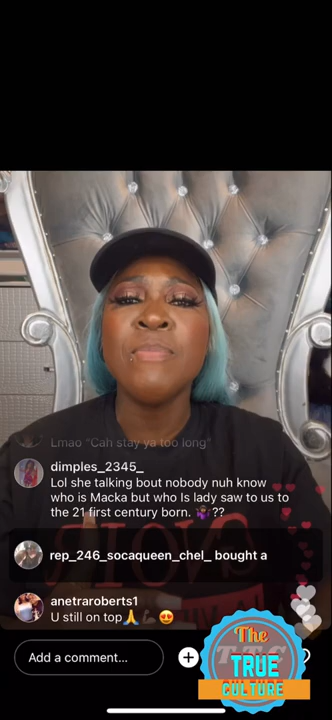 Lmao “Cah stay ya too long”
dimples_2345_
Lol she talking bout nobody nuh know
who is Macka but who Is lady saw to us to
the 21 first century born. 🤷🏾‍♀️??
rep_246_socaqueen_chel_ bought a
anetraroberts1
U still on top🙏💪🏿😍
Add a comment...
The
TRUE
CULTURE